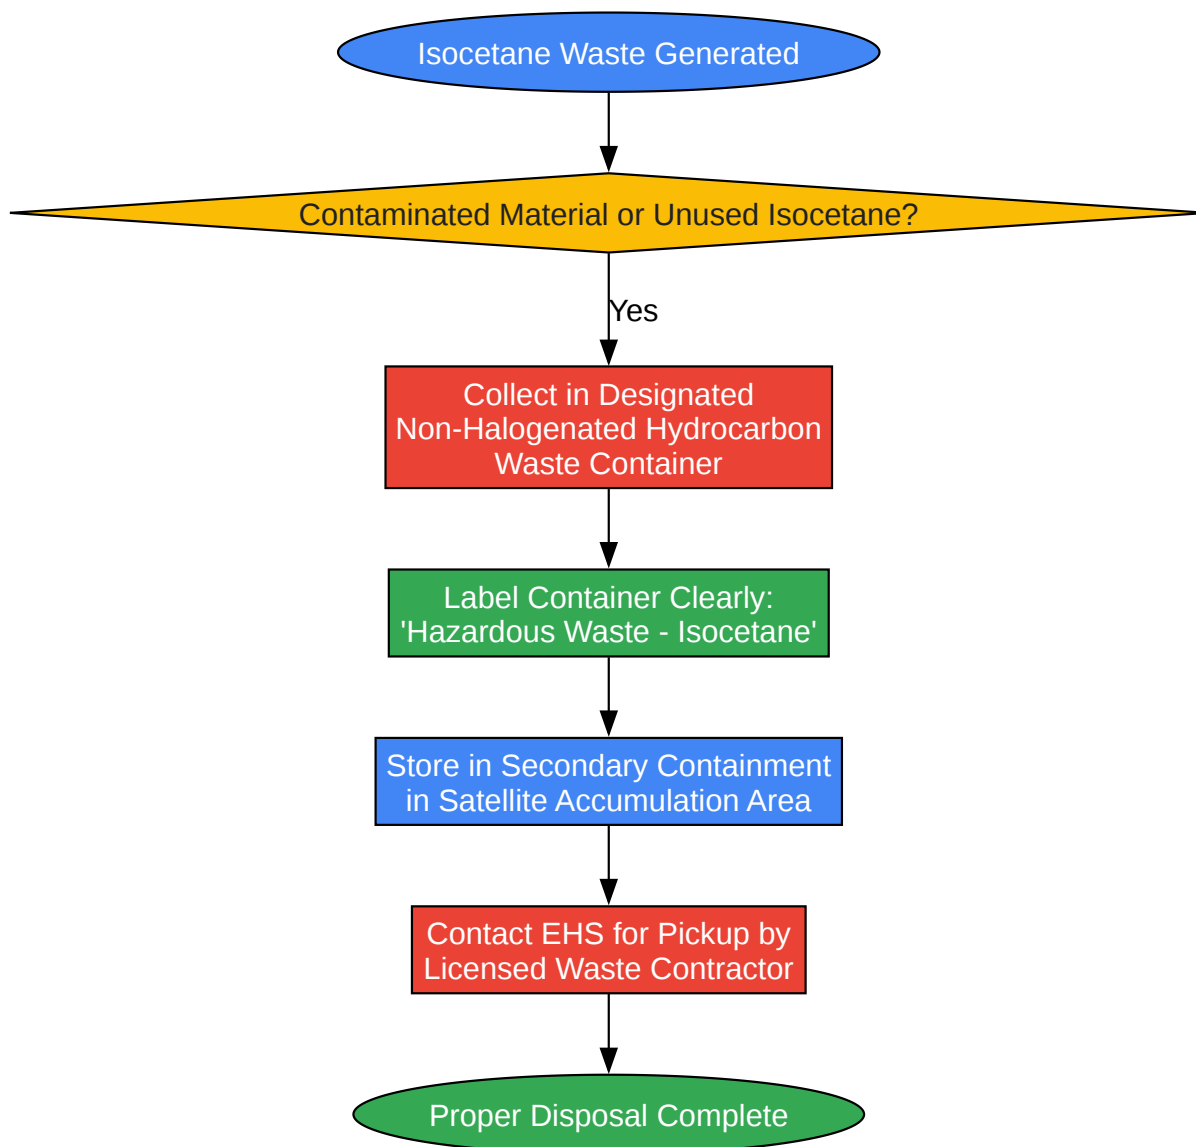 Isocetane Waste Generated
Contaminated Material or Unused Isocetane?
Yes
Collect in Designated
Non-Halogenated Hydrocarbon
Waste Container
Label Container Clearly:
'Hazardous Waste - Isocetane'
Store in Secondary Containment
in Satellite Accumulation Area
Contact EHS for Pickup by
Licensed Waste Contractor
Proper Disposal Complete